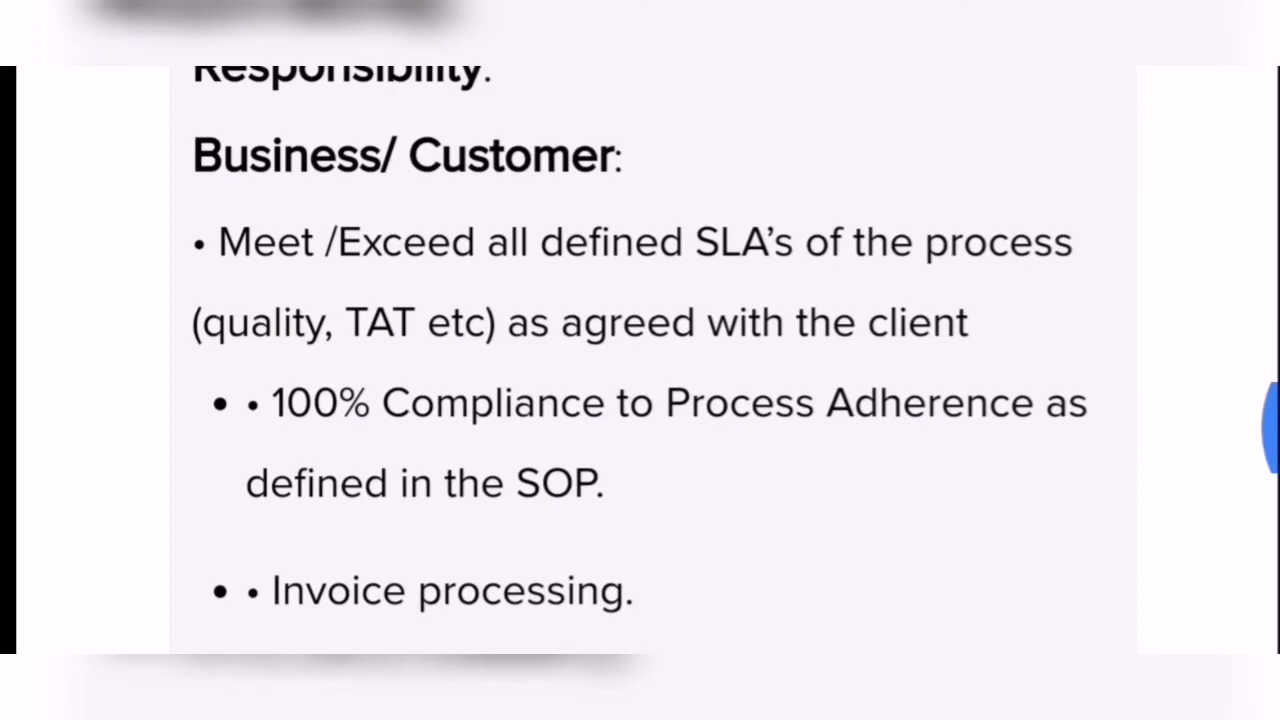 Responsibility:
Business/ Customer:
• Meet /Exceed all defined SLA’s of the process
(quality, TAT etc) as agreed with the client
• • 100% Compliance to Process Adherence as
defined in the SOP.
• • Invoice processing.